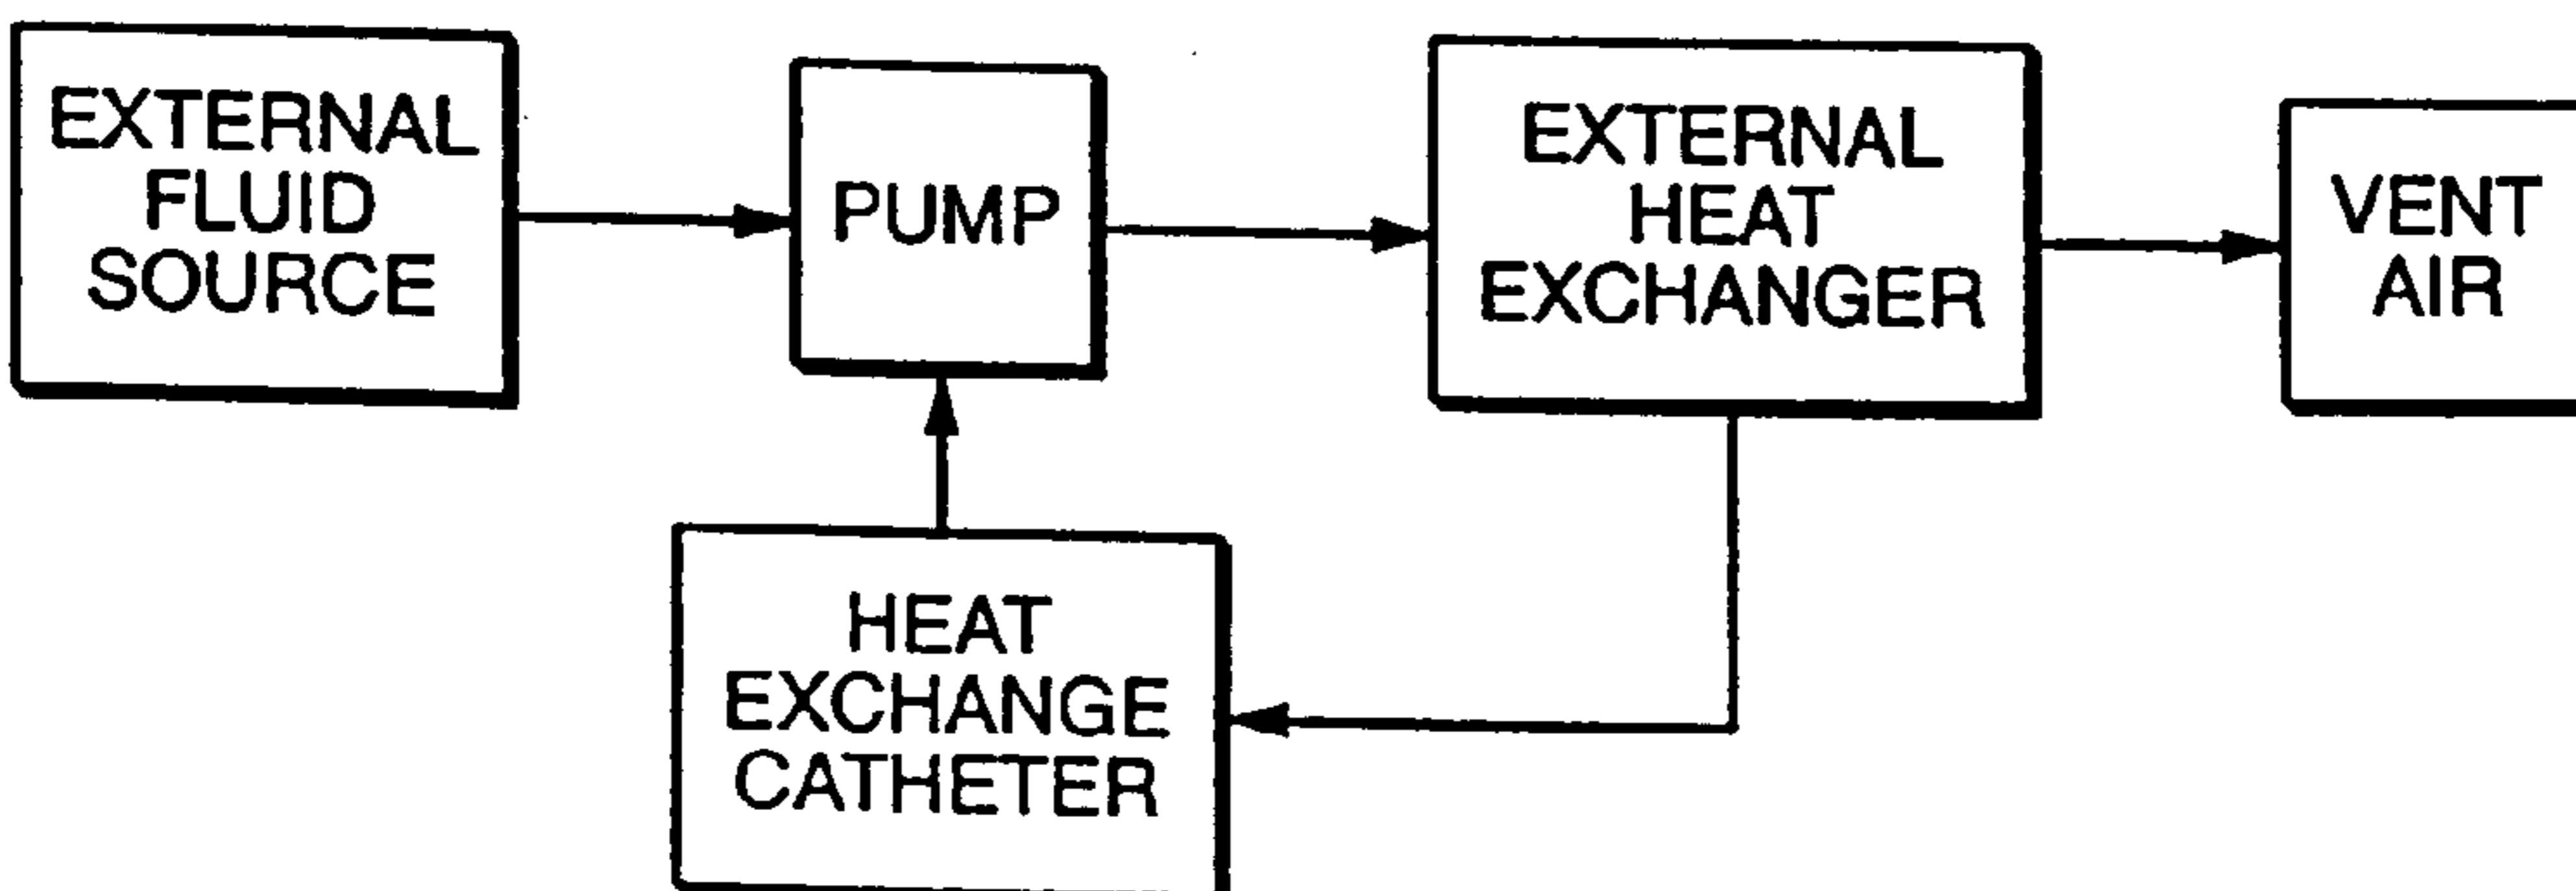 EXTERNAL
FLUID
SOURCE
PUMP
EXTERNAL
HEAT
EXCHANGER
VENT
AIR
HEAT
EXCHANGE
CATHETER